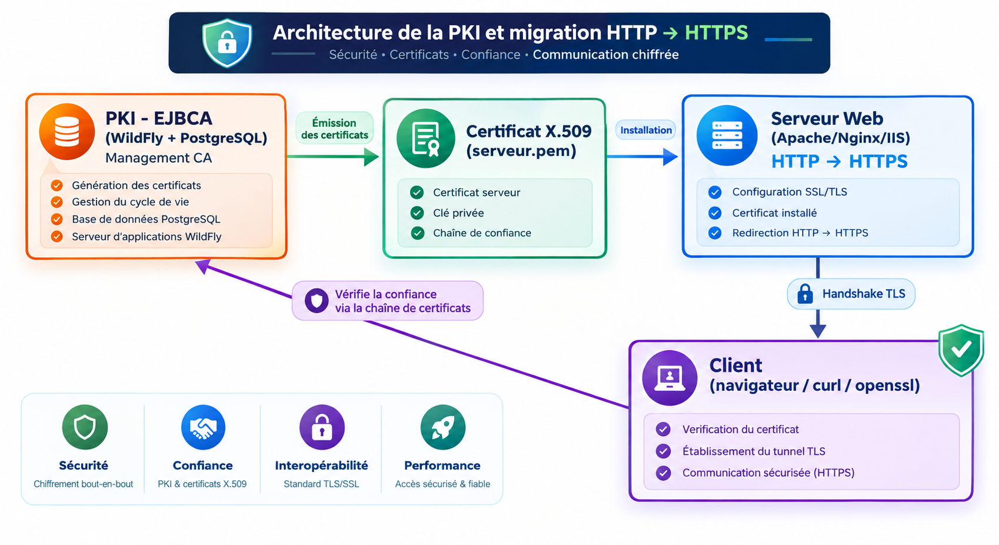 Architecture de la PKI et migration HTTP → HTTPS
Sécurité • Certificats • Confiance • Communication chiffrée
PKI - EJBCA
(WildFly + PostgreSQL)
Management CA
Génération des certificats
Gestion du cycle de vie
Base de données PostgreSQL
Serveur d'applications WildFly
Émission
des certificats
Certificat X.509
(serveur.pem)
Certificat serveur
Clé privée
Chaîne de confiance
Installation
Serveur Web
(Apache/Nginx/IIS)
HTTP → HTTPS
Configuration SSL/TLS
Certificat installé
Redirection HTTP → HTTPS
Vérifie la confiance
via la chaîne de certificats
Handshake TLS
Client
(navigateur / curl / openssl)
Verification du certificat
Établissement du tunnel TLS
Communication sécurisée (HTTPS)
Sécurité
Chiffrement bout-en-bout
Confiance
PKI & certificats X.509
Interopérabilité
Standard TLS/SSL
Performance
Accès sécurisé & fiable